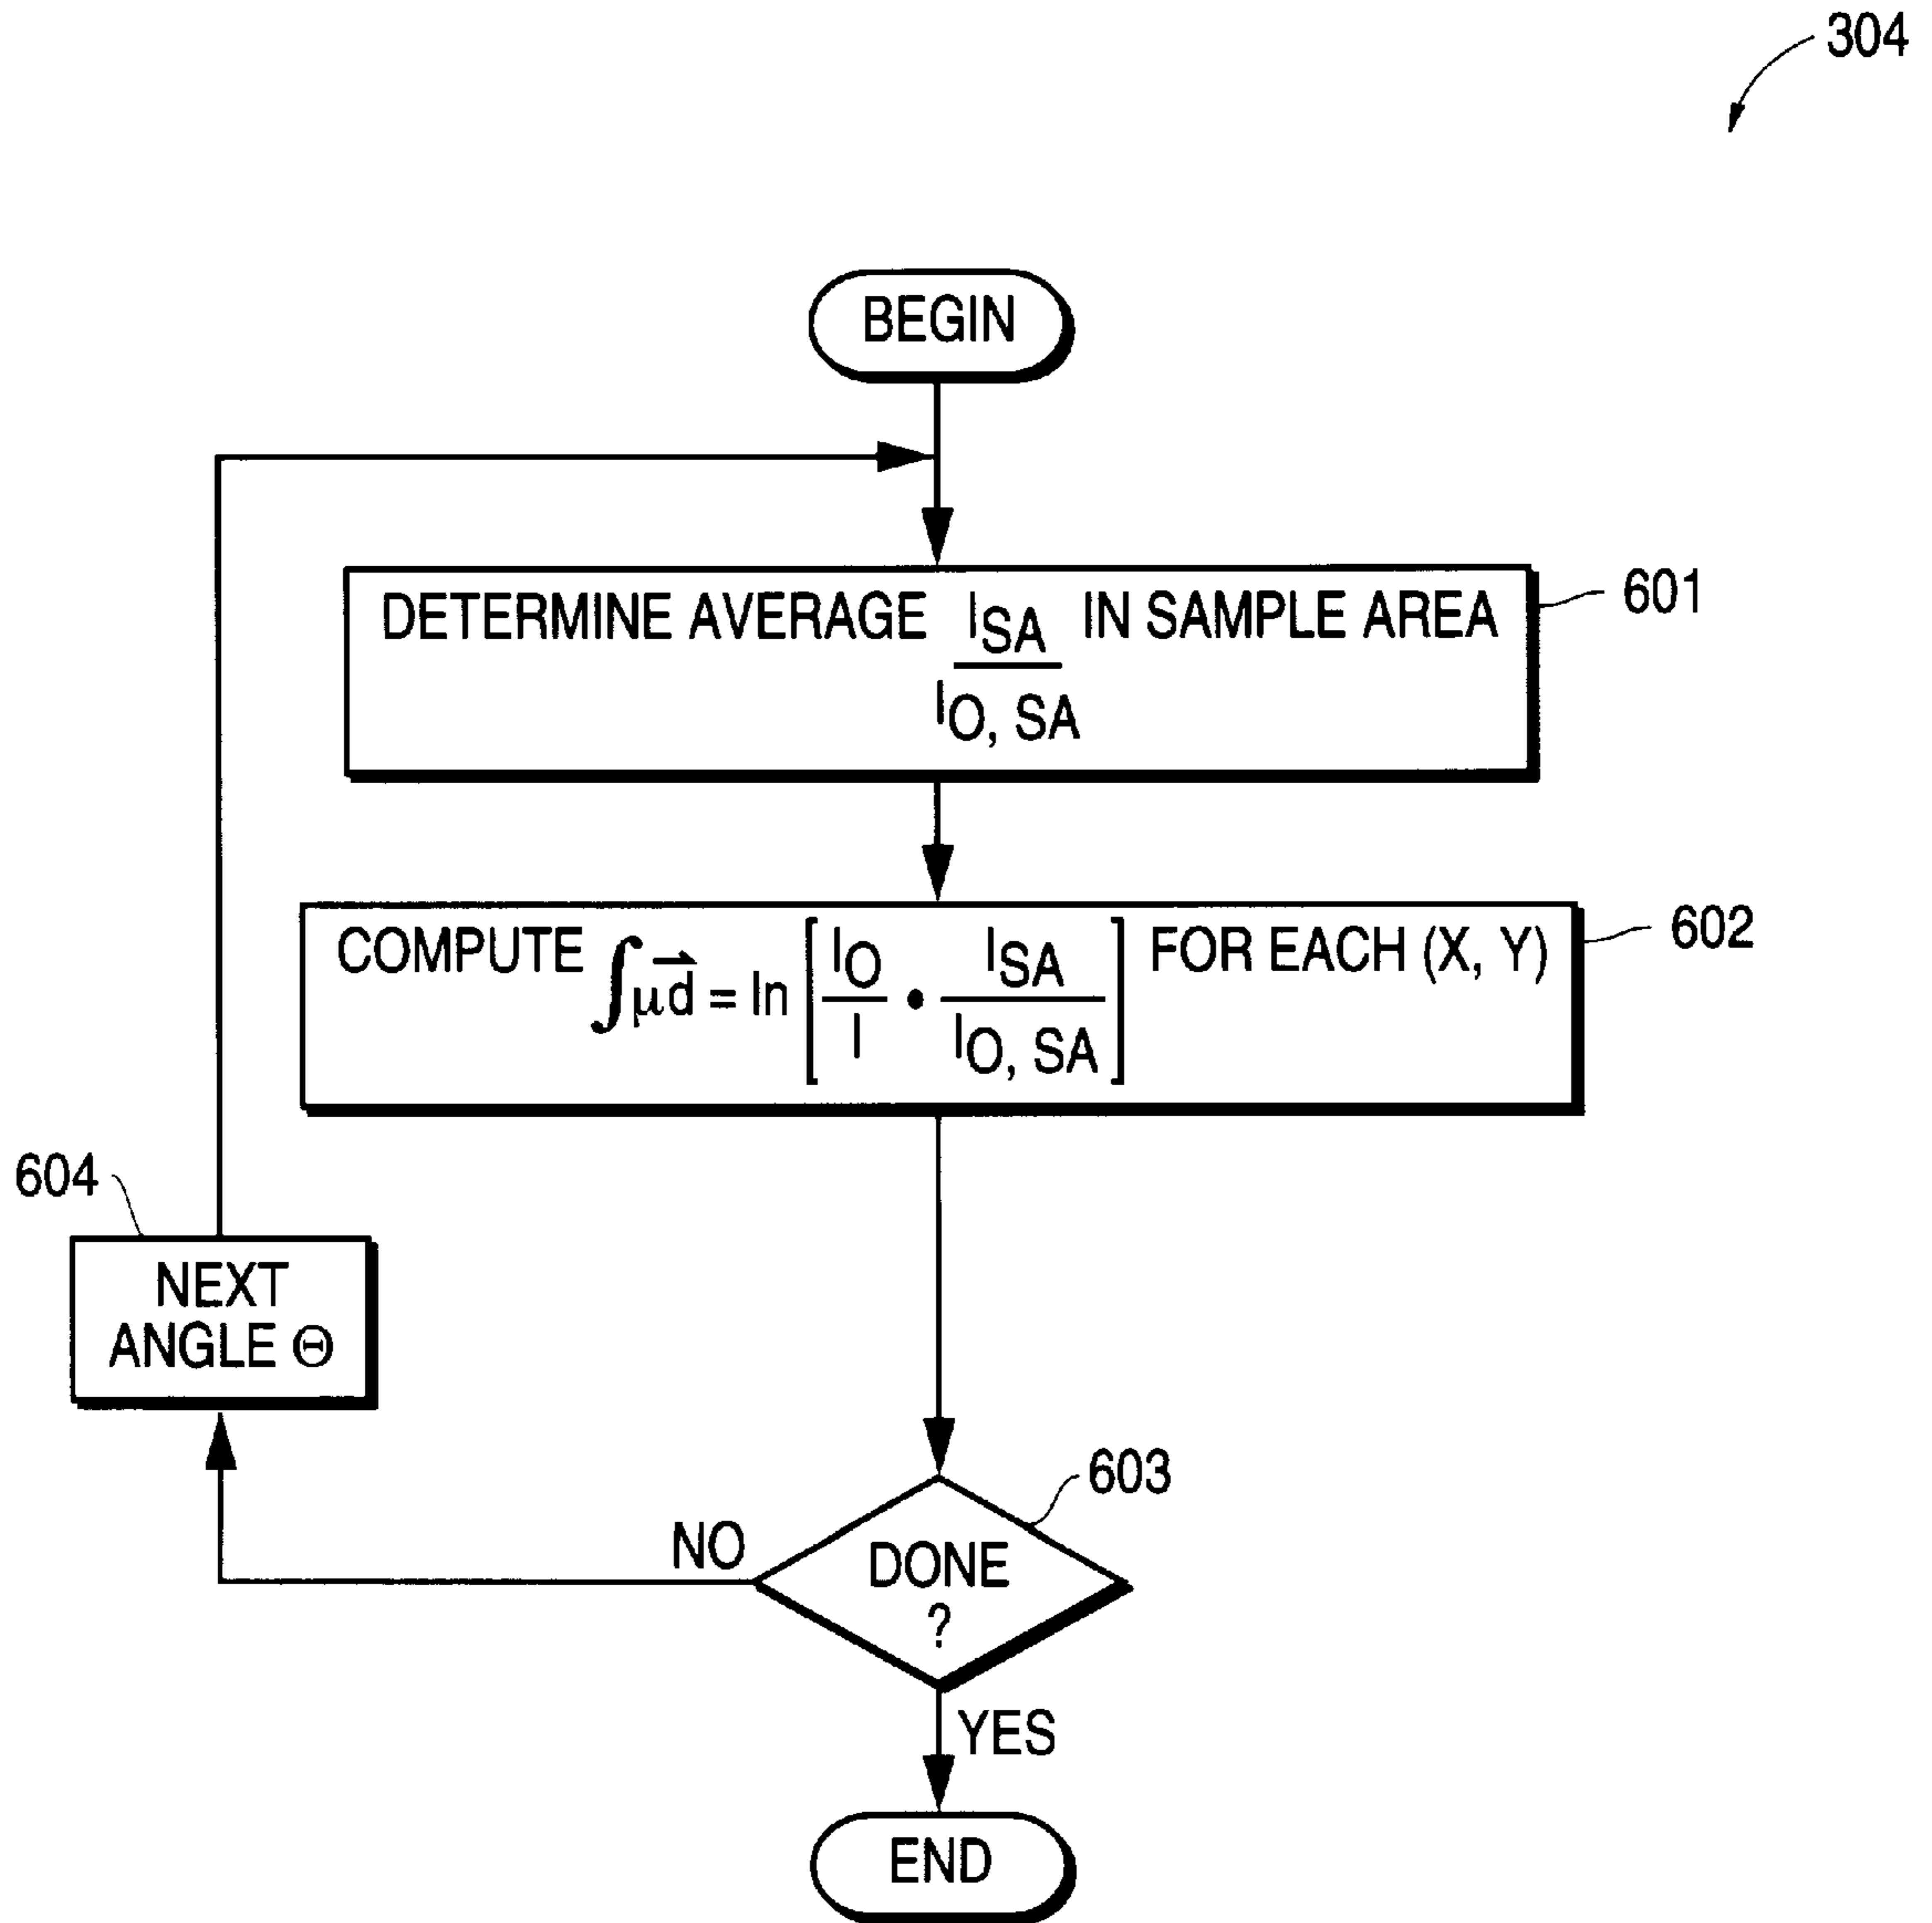 304
BEGIN
DETERMINE AVERAGE I_SA / I_O, SA IN SAMPLE AREA
601
COMPUTE ∫μd⃗ = ln [ I_O / I • I_SA / I_O, SA ] FOR EACH (X, Y)
602
604
NEXT
ANGLE Θ
603
NO
DONE
?
YES
END